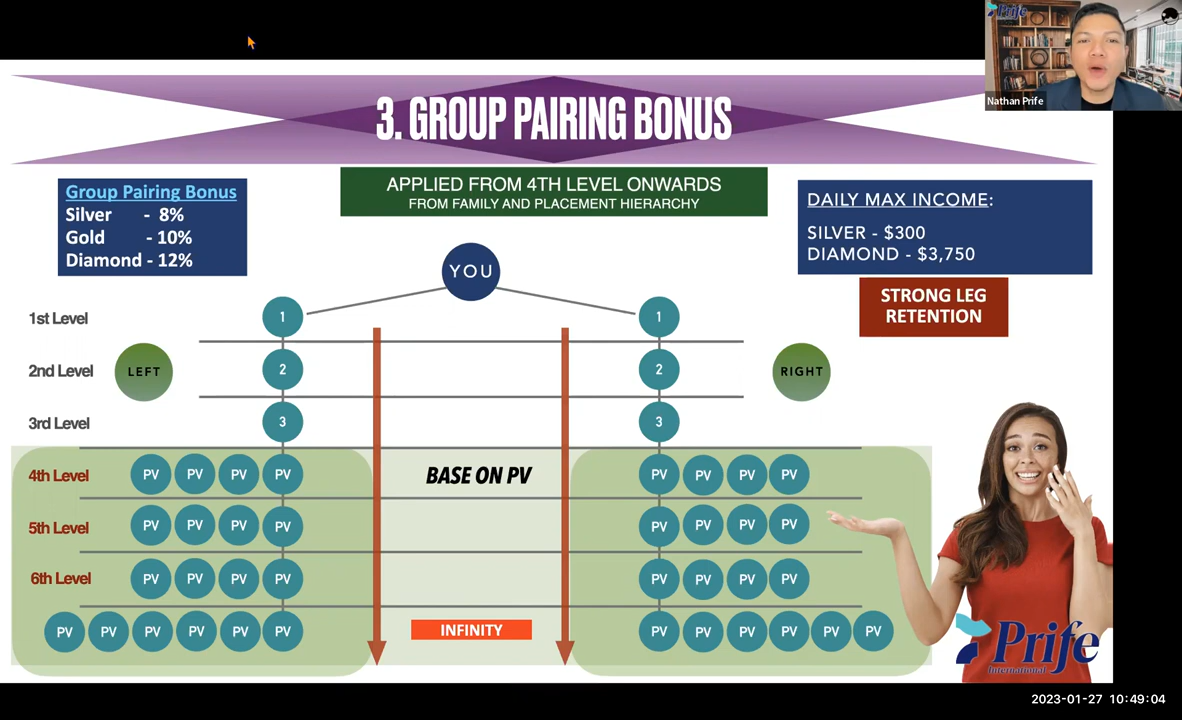 Prife
Nathan Prife
3. GROUP PAIRING BONUS
Group Pairing Bonus
Silver - 8%
Gold - 10%
Diamond - 12%
APPLIED FROM 4TH LEVEL ONWARDS
FROM FAMILY AND PLACEMENT HIERARCHY
DAILY MAX INCOME:
SILVER - $300
DIAMOND - $3,750
STRONG LEG
RETENTION
YOU
1st Level 1 1
LEFT 2nd Level 2 2 RIGHT
3rd Level 3 3
4th Level PV PV PV PV BASE ON PV PV PV PV PV
5th Level PV PV PV PV PV PV PV PV
6th Level PV PV PV PV PV PV PV PV
PV PV PV PV PV PV INFINITY PV PV PV PV PV PV
Prife
International
2023-01-27 10:49:04